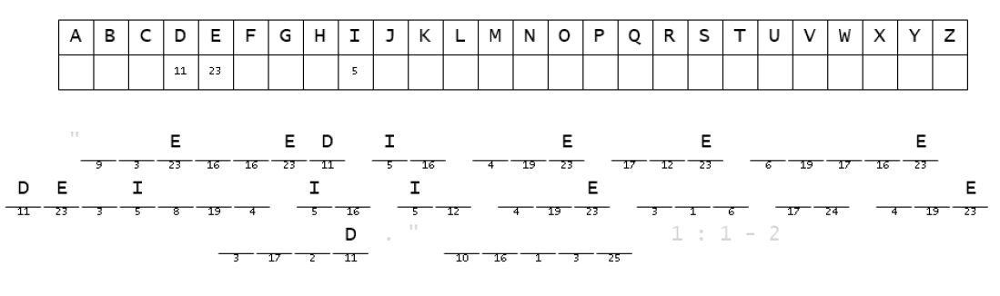 A B C D E F G H I J K L M N O P Q R S T U V W X Y Z
11 23 5
" E E D I E E E
9 3 23 16 16 23 11 5 16 4 19 23 17 12 23 6 19 17 16 23
D E I I I E E
11 23 3 5 8 19 4 5 16 5 12 4 19 23 3 1 6 17 24 4 19 23
D . " 1 : 1 - 2
3 17 2 11 10 16 1 3 25